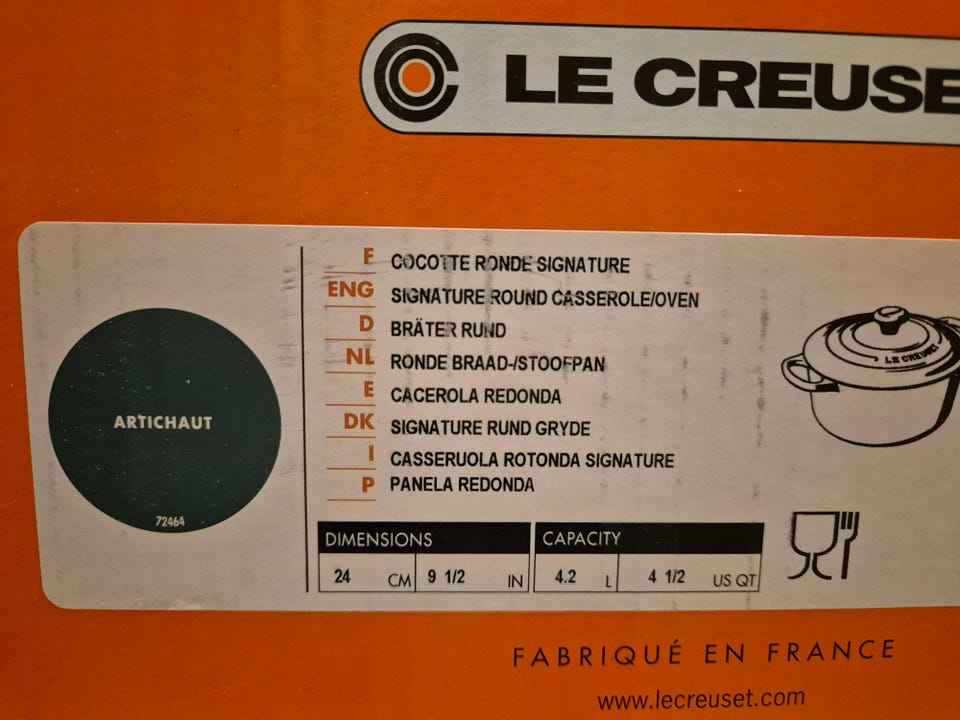 LE CREUSE
F COCOTTE RONDE SIGNATURE
ENG SIGNATURE ROUND CASSEROLE/OVEN
D BRÄTER RUND
NL RONDE BRAAD-/STOOFPAN
E CACEROLA REDONDA
DK SIGNATURE RUND GRYDE
I CASSERUOLA ROTONDA SIGNATURE
P PANELA REDONDA
ARTICHAUT
72464
LE CREUSET
DIMENSIONS CAPACITY
24 CM 9 1/2 IN 4.2 L 4 1/2 US QT
FABRIQUÉ EN FRANCE
www.lecreuset.com